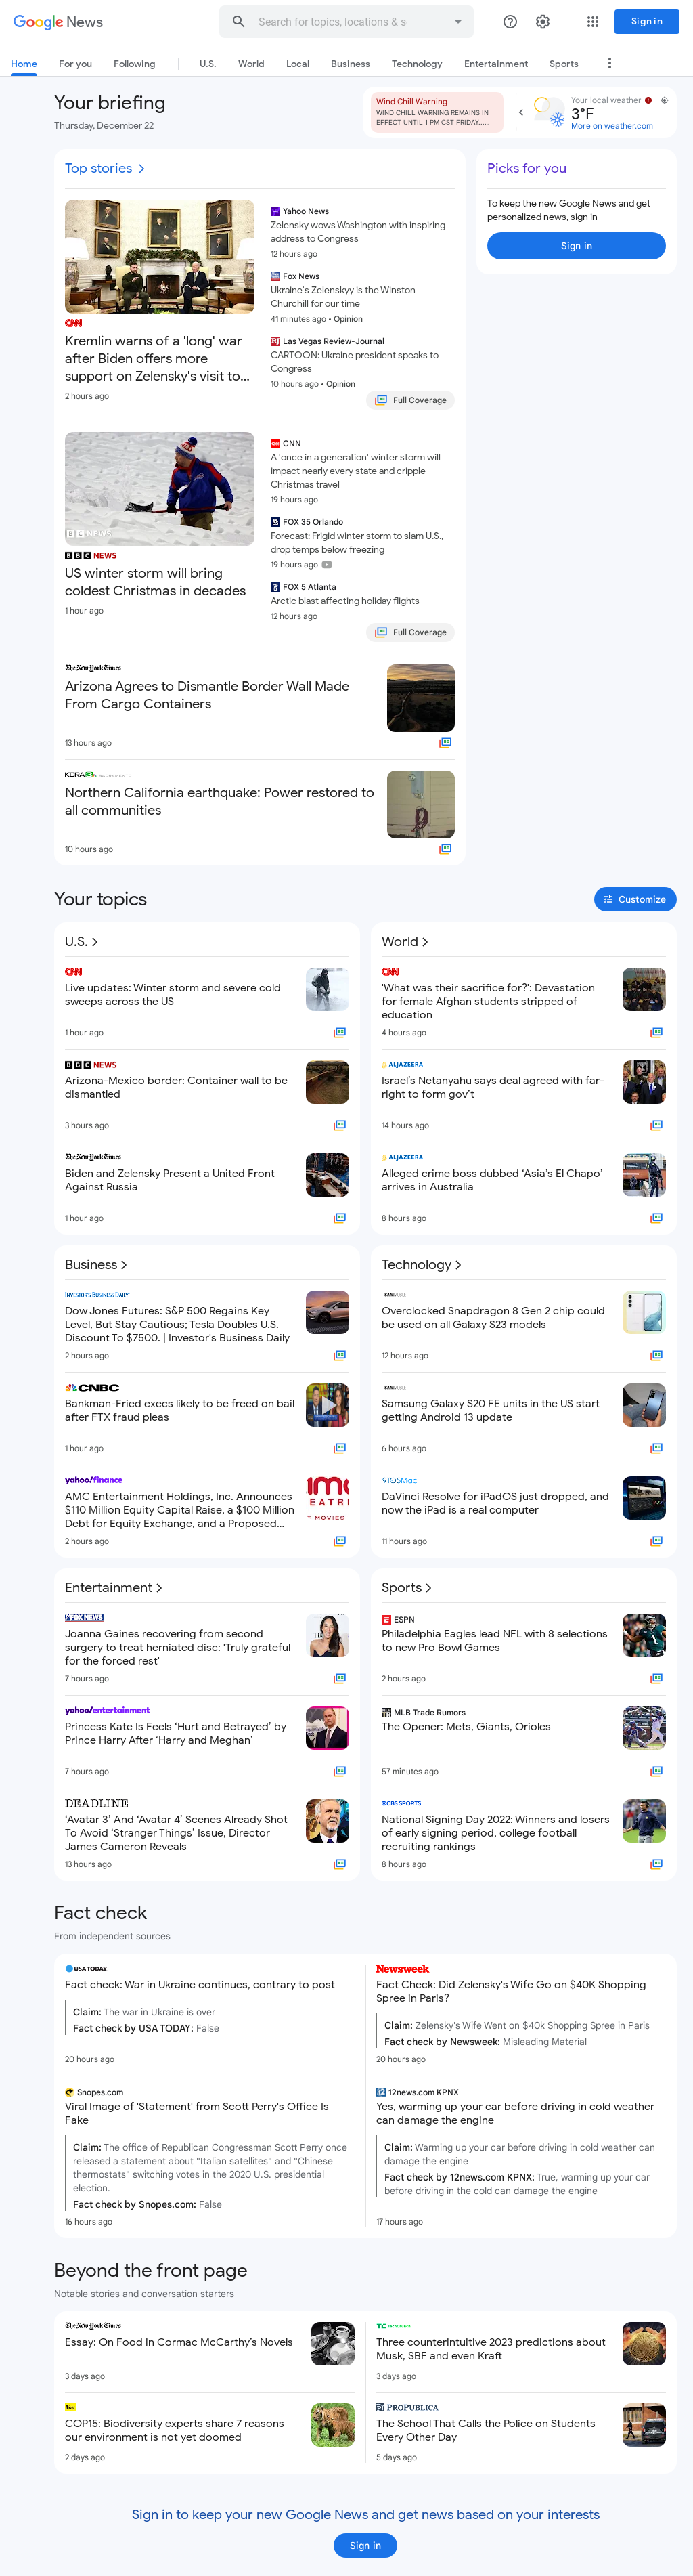 Google News
Search for topics, locations & s
Sign in
Home
For you
Following
U.S.
World
Local
Business
Technology
Entertainment
Sports
Your briefing
Thursday, December 22
Wind Chill Warning
WIND CHILL WARNING REMAINS IN
EFFECT UNTIL 1 PM CST FRIDAY......
Your local weather
3°F
More on weather.com
Top stories
CNN
Kremlin warns of a 'long' war
after Biden offers more
support on Zelensky's visit to...
2 hours ago
Yahoo News
Zelensky wows Washington with inspiring
address to Congress
12 hours ago
Fox News
Ukraine's Zelenskyy is the Winston
Churchill for our time
41 minutes ago • Opinion
Las Vegas Review-Journal
CARTOON: Ukraine president speaks to
Congress
10 hours ago • Opinion
Full Coverage
Picks for you
To keep the new Google News and get
personalized news, sign in
Sign in
BBC NEWS
BBC NEWS
US winter storm will bring
coldest Christmas in decades
1 hour ago
CNN
A 'once in a generation' winter storm will
impact nearly every state and cripple
Christmas travel
19 hours ago
FOX 35 Orlando
Forecast: Frigid winter storm to slam U.S.,
drop temps below freezing
19 hours ago
FOX 5 Atlanta
Arctic blast affecting holiday flights
12 hours ago
Full Coverage
The New York Times
Arizona Agrees to Dismantle Border Wall Made
From Cargo Containers
13 hours ago
KCRA
Northern California earthquake: Power restored to
all communities
10 hours ago
Your topics
Customize
U.S.
CNN
Live updates: Winter storm and severe cold
sweeps across the US
1 hour ago
BBC NEWS
Arizona-Mexico border: Container wall to be
dismantled
3 hours ago
The New York Times
Biden and Zelensky Present a United Front
Against Russia
1 hour ago
World
CNN
'What was their sacrifice for?': Devastation
for female Afghan students stripped of
education
4 hours ago
ALJAZEERA
Israel’s Netanyahu says deal agreed with far-
right to form gov’t
14 hours ago
ALJAZEERA
Alleged crime boss dubbed ‘Asia’s El Chapo’
arrives in Australia
8 hours ago
Business
INVESTOR'S BUSINESS DAILY
Dow Jones Futures: S&P 500 Regains Key
Level, But Stay Cautious; Tesla Doubles U.S.
Discount To $7500. | Investor's Business Daily
2 hours ago
CNBC
Bankman-Fried execs likely to be freed on bail
after FTX fraud pleas
1 hour ago
yahoo!finance
AMC Entertainment Holdings, Inc. Announces
$110 Million Equity Capital Raise, a $100 Million
Debt for Equity Exchange, and a Proposed...
2 hours ago
Technology
SAMMOBILE
Overclocked Snapdragon 8 Gen 2 chip could
be used on all Galaxy S23 models
12 hours ago
SAMMOBILE
Samsung Galaxy S20 FE units in the US start
getting Android 13 update
6 hours ago
9TO5Mac
DaVinci Resolve for iPadOS just dropped, and
now the iPad is a real computer
11 hours ago
Entertainment
FOX NEWS
Joanna Gaines recovering from second
surgery to treat herniated disc: 'Truly grateful
for the forced rest'
7 hours ago
yahoo!entertainment
Princess Kate Is Feels ‘Hurt and Betrayed’ by
Prince Harry After ‘Harry and Meghan’
7 hours ago
DEADLINE
‘Avatar 3’ And ‘Avatar 4’ Scenes Already Shot
To Avoid ‘Stranger Things’ Issue, Director
James Cameron Reveals
13 hours ago
Sports
ESPN
Philadelphia Eagles lead NFL with 8 selections
to new Pro Bowl Games
2 hours ago
MLB Trade Rumors
The Opener: Mets, Giants, Orioles
57 minutes ago
CBS SPORTS
National Signing Day 2022: Winners and losers
of early signing period, college football
recruiting rankings
8 hours ago
Fact check
From independent sources
USA TODAY
Fact check: War in Ukraine continues, contrary to post
Claim: The war in Ukraine is over
Fact check by USA TODAY: False
20 hours ago
Newsweek
Fact Check: Did Zelensky's Wife Go on $40K Shopping
Spree in Paris?
Claim: Zelensky's Wife Went on $40k Shopping Spree in Paris
Fact check by Newsweek: Misleading Material
20 hours ago
Snopes.com
Viral Image of 'Statement' from Scott Perry's Office Is
Fake
Claim: The office of Republican Congressman Scott Perry once
released a statement about "Italian satellites" and "Chinese
thermostats" switching votes in the 2020 U.S. presidential
election.
Fact check by Snopes.com: False
16 hours ago
12news.com KPNX
Yes, warming up your car before driving in cold weather
can damage the engine
Claim: Warming up your car before driving in cold weather can
damage the engine
Fact check by 12news.com KPNX: True, warming up your car
before driving in the cold can damage the engine
17 hours ago
Beyond the front page
Notable stories and conversation starters
The New York Times
Essay: On Food in Cormac McCarthy’s Novels
3 days ago
TechCrunch
Three counterintuitive 2023 predictions about
Musk, SBF and even Kraft
3 days ago
COP15: Biodiversity experts share 7 reasons
our environment is not yet doomed
2 days ago
PROPUBLICA
The School That Calls the Police on Students
Every Other Day
5 days ago
Sign in to keep your new Google News and get news based on your interests
Sign in